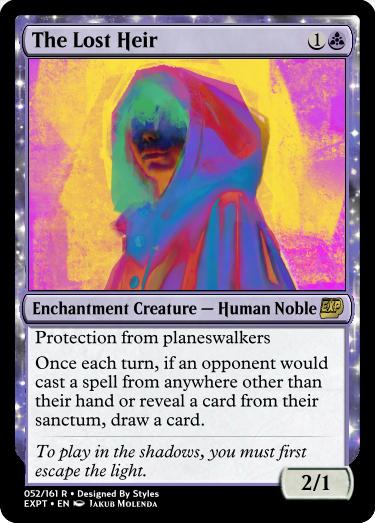 The Lost Heir
1
Enchantment Creature — Human Noble
EXP
Protection from planeswalkers
Once each turn, if an opponent would
cast a spell from anywhere other than
their hand or reveal a card from their
sanctum, draw a card.
To play in the shadows, you must first
escape the light.
2/1
052/161 R • Designed By Styles
EXPT • EN Jakub Molenda